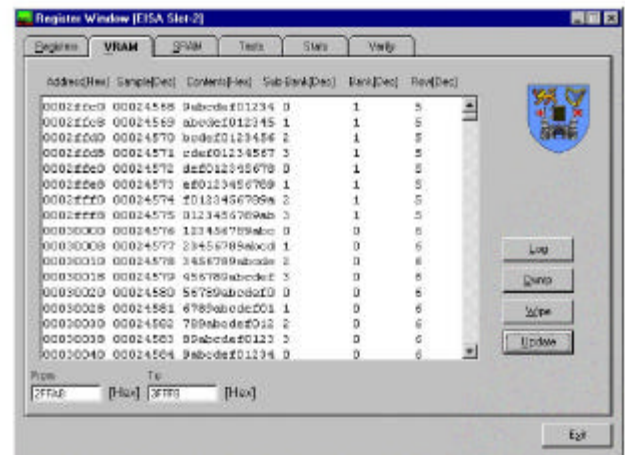 Register Window [EISA Slot-2]
Registers VRAM SRAM Tests Stats Verify
Address[Hex] Sample[Dec] Contents[Hex] Sub-Bank[Dec] Bank[Dec] Row[Dec]
0002ffc0 00024568 9abcdef01234 0 1 5
0002ffc8 00024569 abcdef012345 1 1 5
0002ffd0 00024570 bcdef0123456 2 1 5
0002ffd8 00024571 cdef01234567 3 1 5
0002ffe0 00024572 def012345678 0 1 5
0002ffe8 00024573 ef0123456789 1 1 5
0002fff0 00024574 f0123456789a 2 1 5
0002fff8 00024575 0123456789ab 3 1 5
00030000 00024576 123456789abc 0 0 6
00030008 00024577 23456789abcd 1 0 6
00030010 00024578 3456789abcde 2 0 6
00030018 00024579 456789abcdef 3 0 6
00030020 00024580 56789abcdef0 0 0 6
00030028 00024581 6789abcdef01 1 0 6
00030030 00024582 789abcdef012 2 0 6
00030038 00024583 89abcdef0123 3 0 6
00030040 00024584 9abcdef01234 0 0 6
Log
Dump
Wipe
Update
From To
2FFA8 [Hex] 3FFF8 [Hex]
Exit